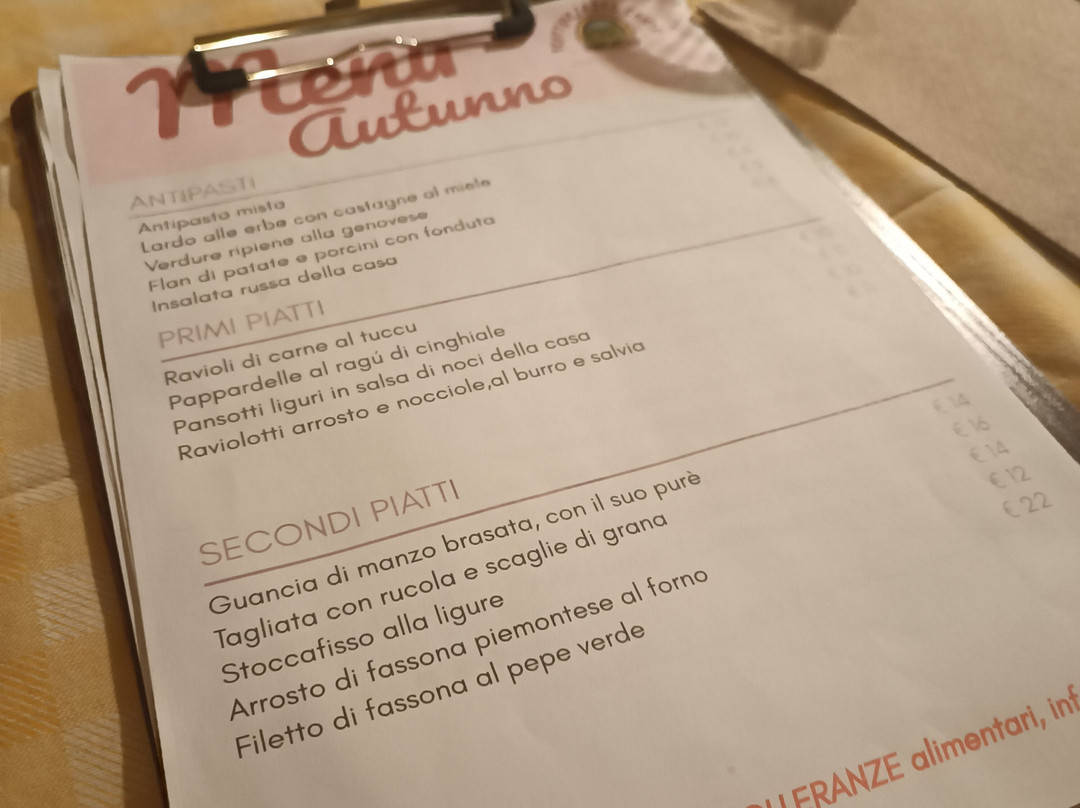 Menu
Autunno
ANTIPASTI
Antipasto misto
Lardo alle erbe con castagne al miele
Verdure ripiene alla genovese
Flan di patate e porcini con fonduta
Insalata russa della casa
PRIMI PIATTI
Ravioli di carne al tuccu
Pappardelle al ragú di cinghiale
Pansotti liguri in salsa di noci della casa
Raviolotti arrosto e nocciole,al burro e salvia
SECONDI PIATTI
Guancia di manzo brasata, con il suo purè € 14
Tagliata con rucola e scaglie di grana € 16
Stoccafisso alla ligure € 14
Arrosto di fassona piemontese al forno € 12
Filetto di fassona al pepe verde € 22
alimentari,